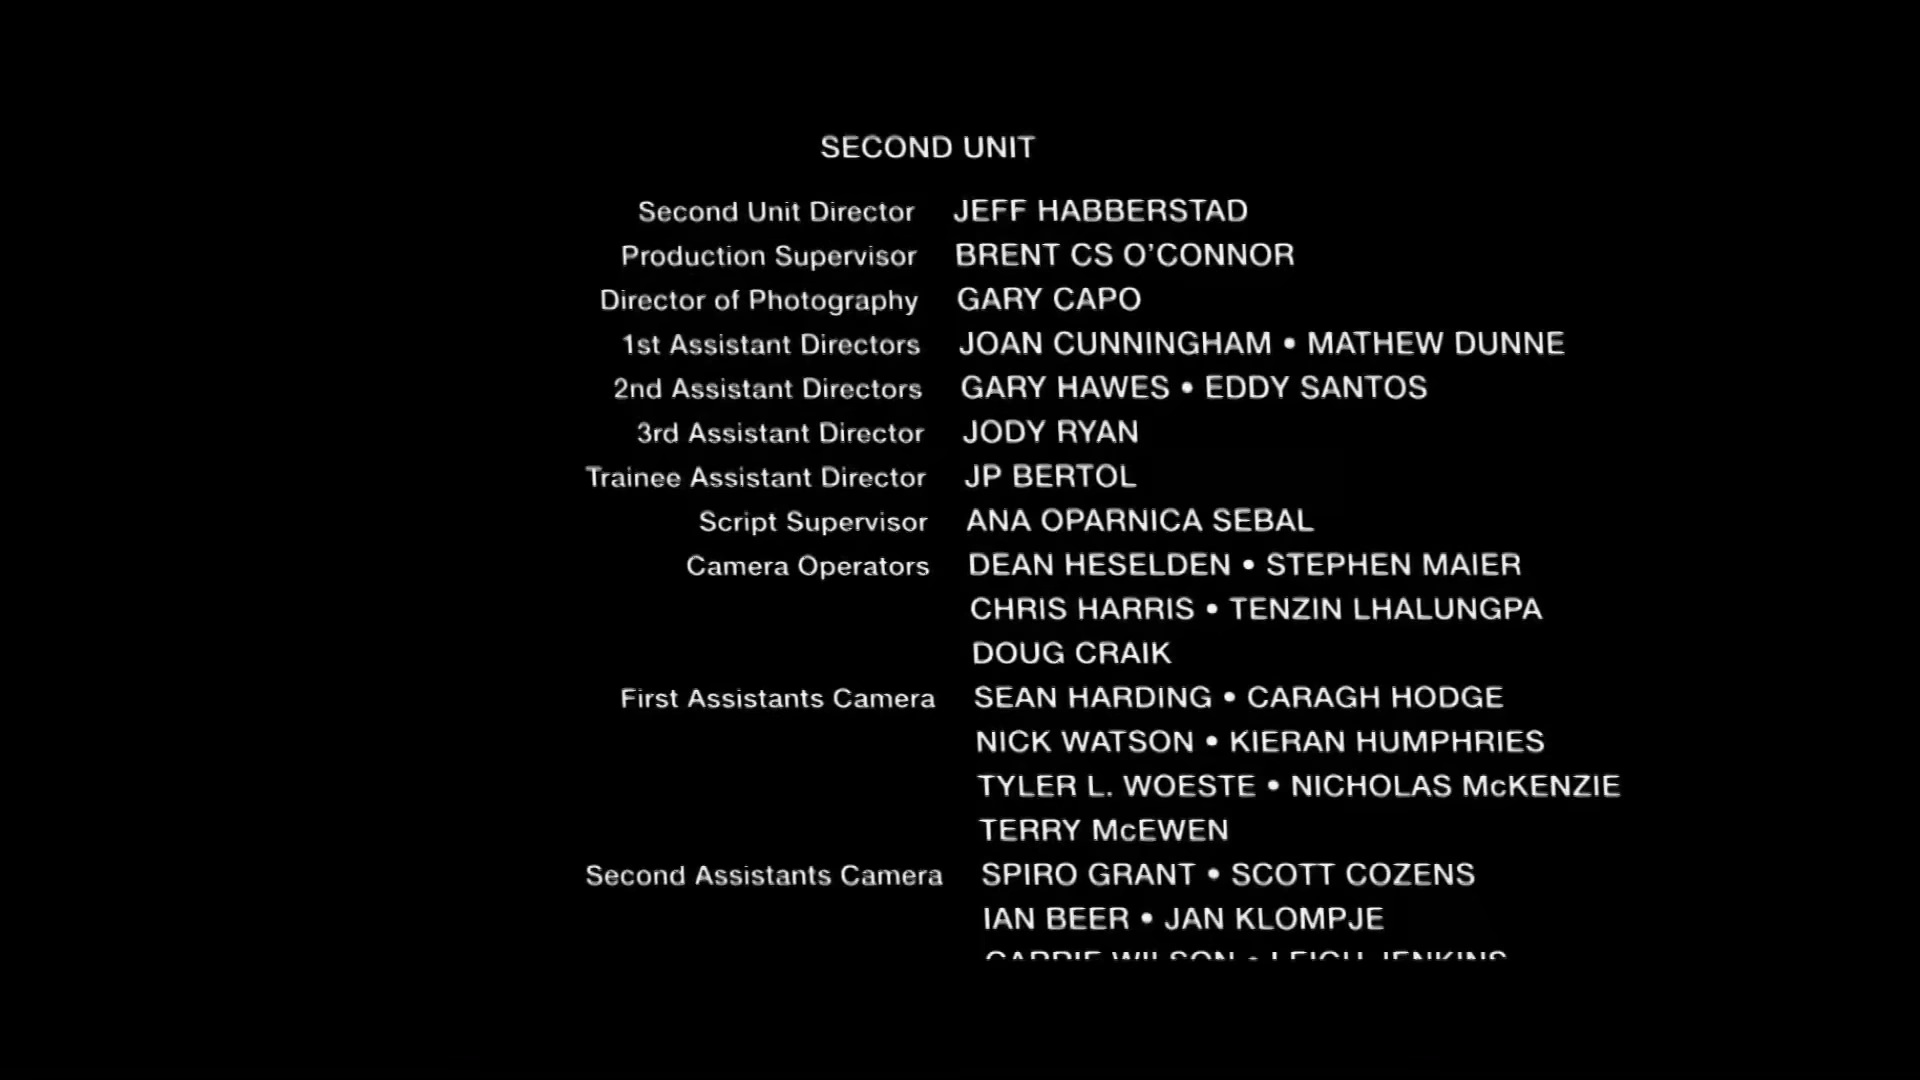 SECOND UNIT
Second Unit Director JEFF HABBERSTAD
Production Supervisor BRENT CS O'CONNOR
Director of Photography GARY CAPO
1st Assistant Directors JOAN CUNNINGHAM • MATHEW DUNNE
2nd Assistant Directors GARY HAWES • EDDY SANTOS
3rd Assistant Director JODY RYAN
Trainee Assistant Director JP BERTOL
Script Supervisor ANA OPARNICA SEBAL
Camera Operators DEAN HESELDEN • STEPHEN MAIER
CHRIS HARRIS • TENZIN LHALUNGPA
DOUG CRAIK
First Assistants Camera SEAN HARDING • CARAGH HODGE
NICK WATSON • KIERAN HUMPHRIES
TYLER L. WOESTE • NICHOLAS McKENZIE
TERRY McEWEN
Second Assistants Camera SPIRO GRANT • SCOTT COZENS
IAN BEER • JAN KLOMPJE
CARRIE WILSON • LEIGH JENKINS